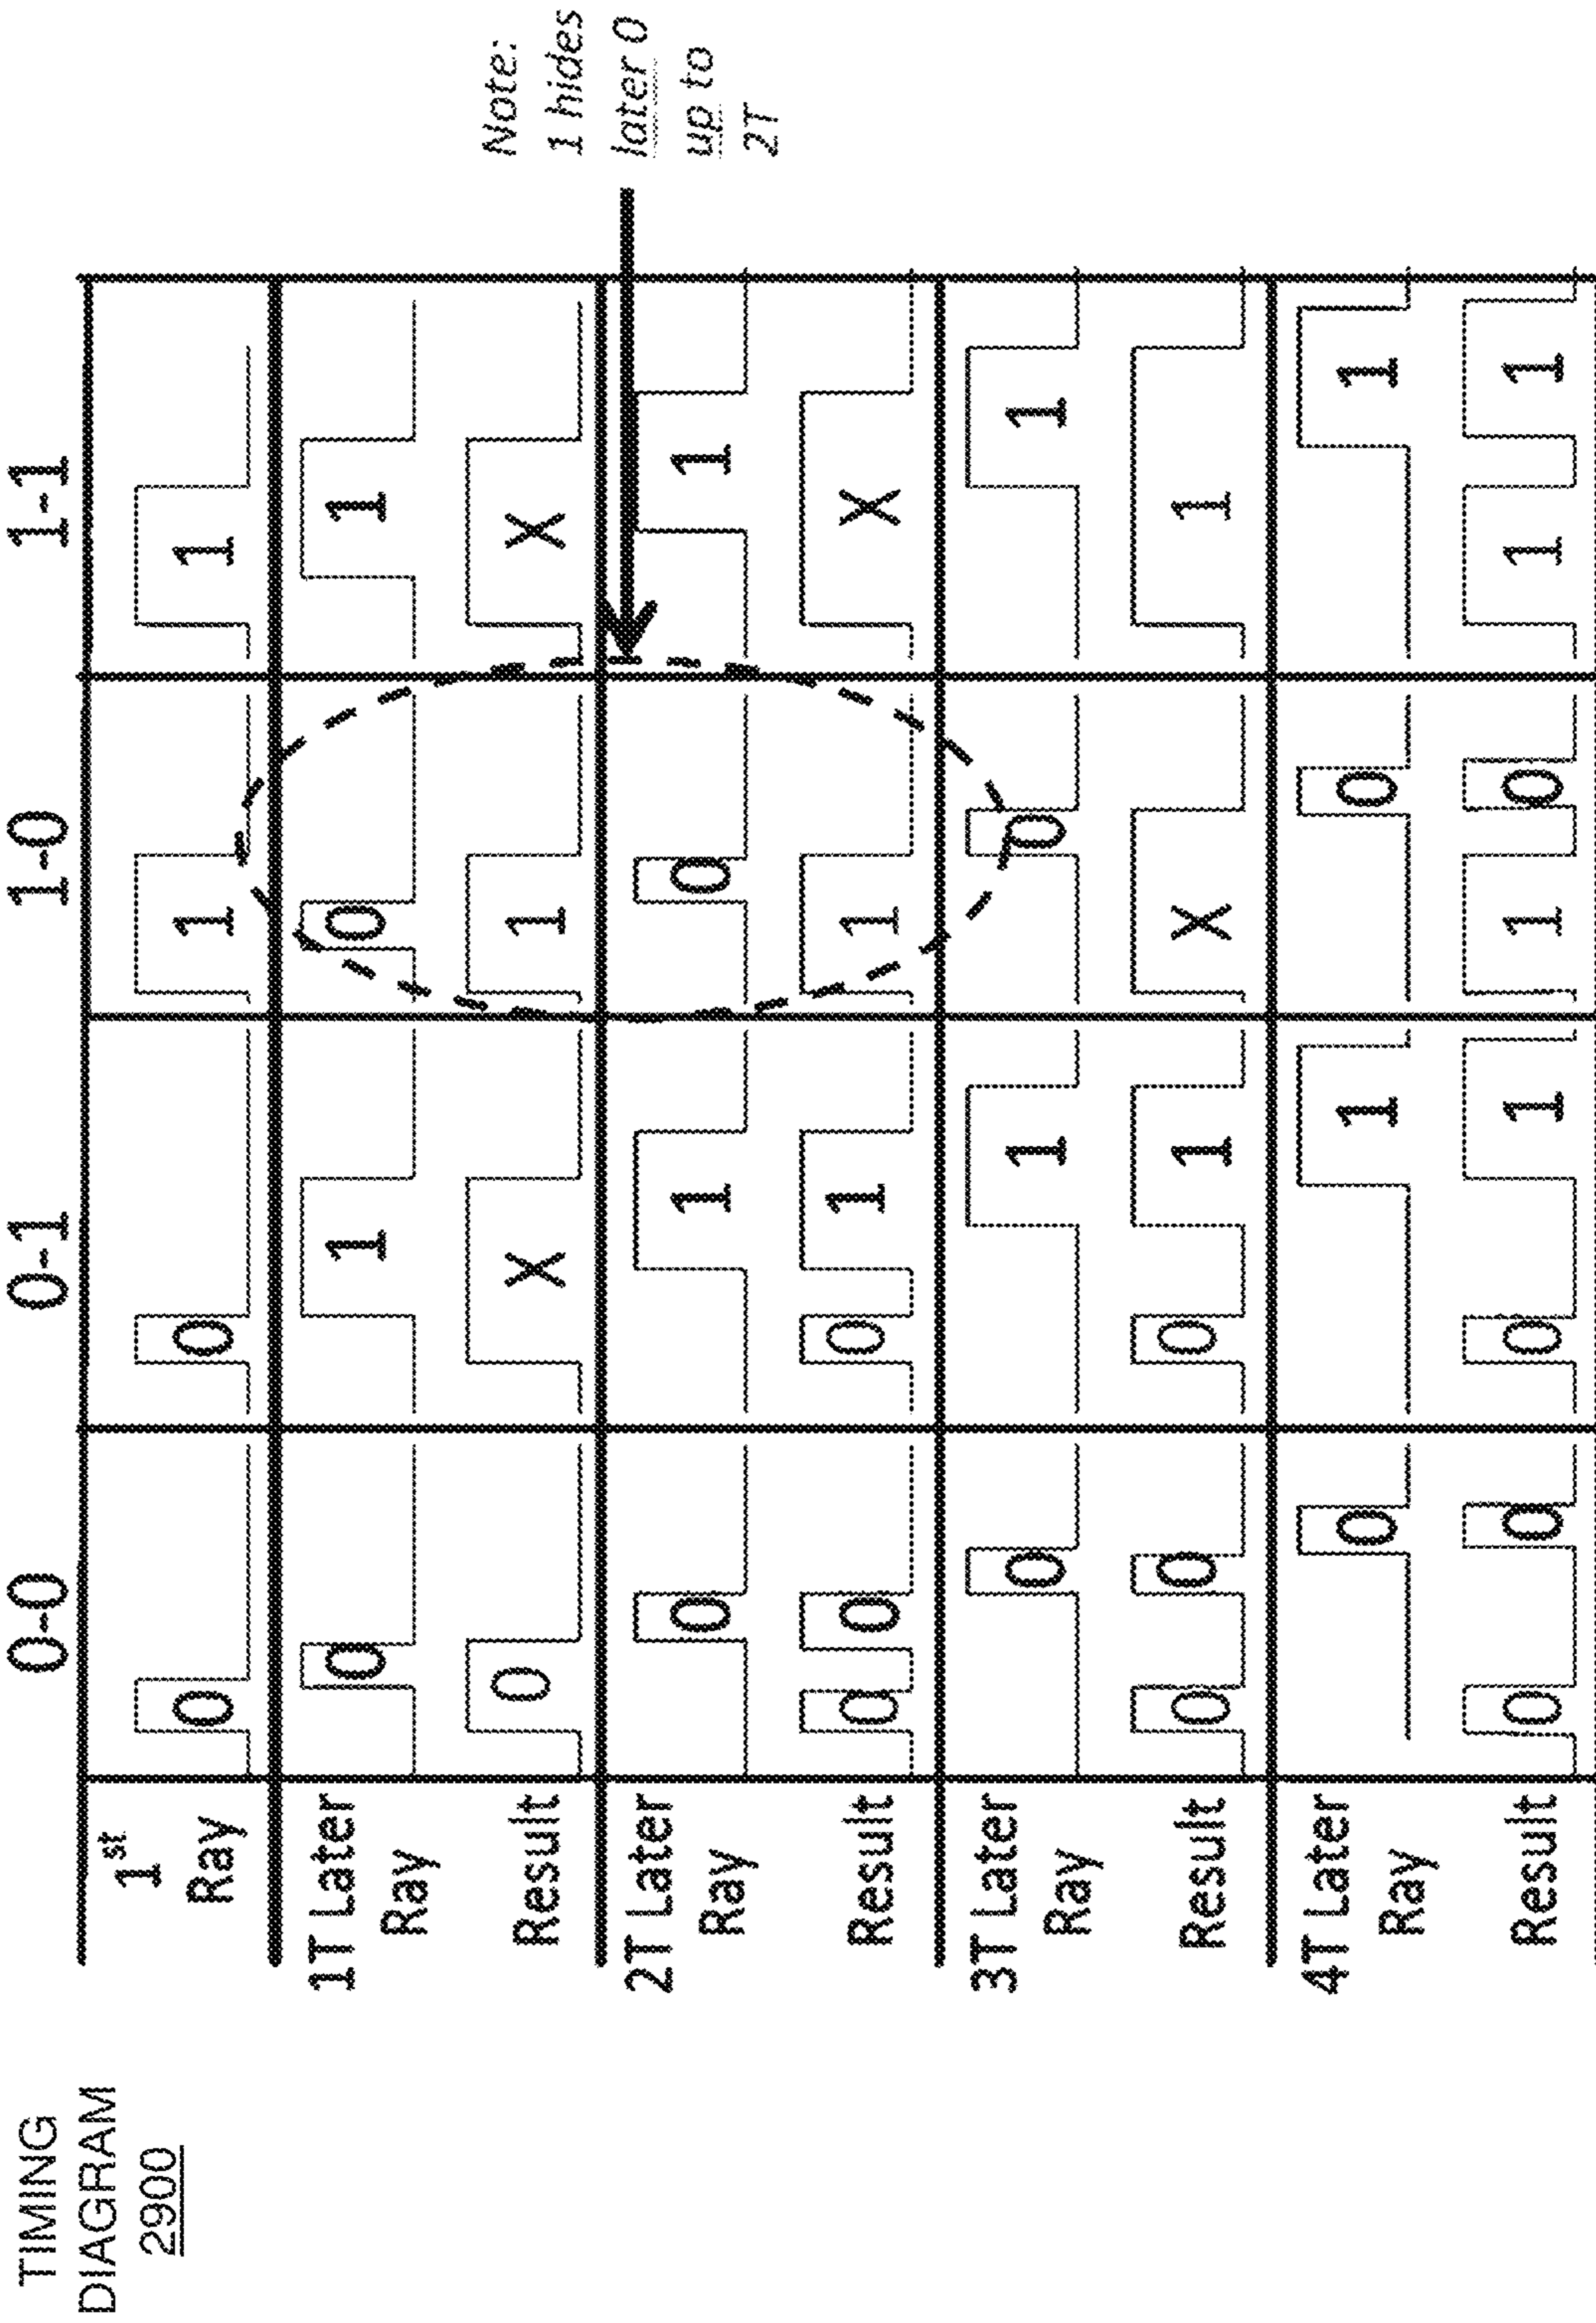 TIMING
DIAGRAM
2900
0-0 0-1 1-0 1-1
1st
Ray 0 0 1 1
1T Later
Ray 0 1 0 1
Result 0 X 1 X
2T Later
Ray 0 1 0 1
Result 0 0 0 1 1 X
3T Later
Ray 0 1 0 1
Result 0 0 0 1 X 1
4T Later
Ray 0 1 0 1
Result 0 0 0 1 1 0 1 1
Note:
1 hides
later 0
up to
2T